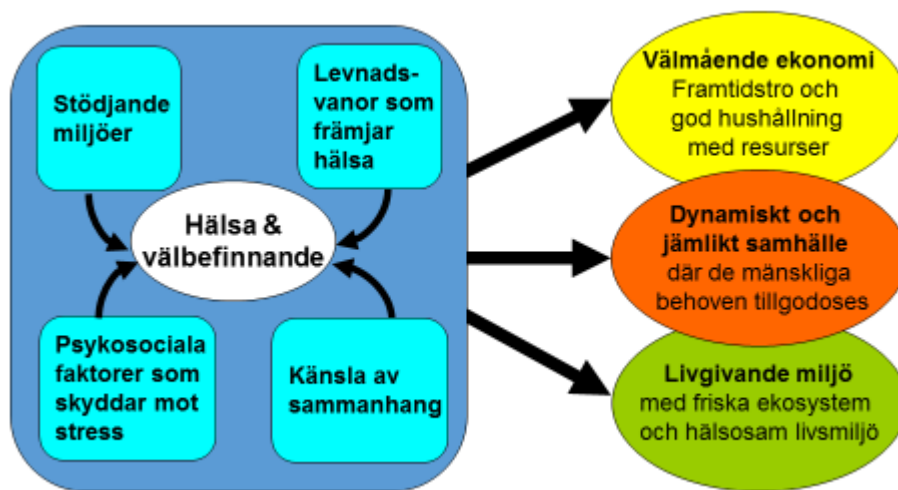 Stödjande
miljöer
Levnads-
vanor som
främjar
hälsa
Hälsa &
välbefinnande
Psykosociala
faktorer som
skyddar mot
stress
Känsla av
sammanhang
Välmående ekonomi
Framtidstro och
god hushållning
med resurser
Dynamiskt och
jämlikt samhälle
där de mänskliga
behoven tillgodoses
Livgivande miljö
med friska ekosystem
och hälsosam livsmiljö